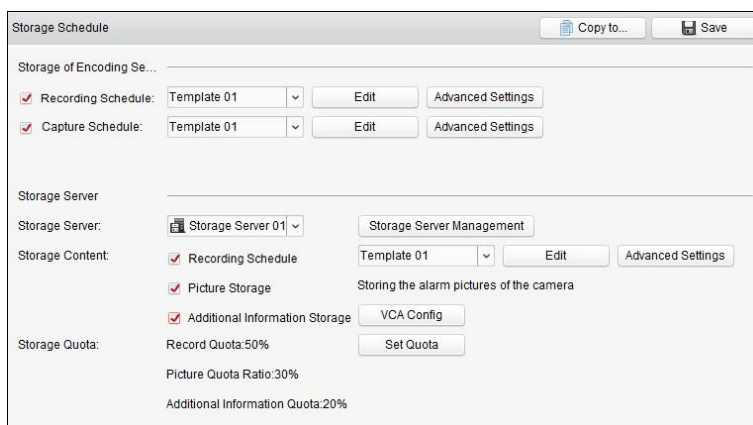 Storage Schedule Copy to... Save
Storage of Encoding Se...
Recording Schedule: Template 01 Edit Advanced Settings
Capture Schedule: Template 01 Edit Advanced Settings
Storage Server
Storage Server: Storage Server 01 Storage Server Management
Storage Content: Recording Schedule Template 01 Edit Advanced Settings
Picture Storage Storing the alarm pictures of the camera
Additional Information Storage VCA Config
Storage Quota: Record Quota:50% Set Quota
Picture Quota Ratio:30%
Additional Information Quota:20%